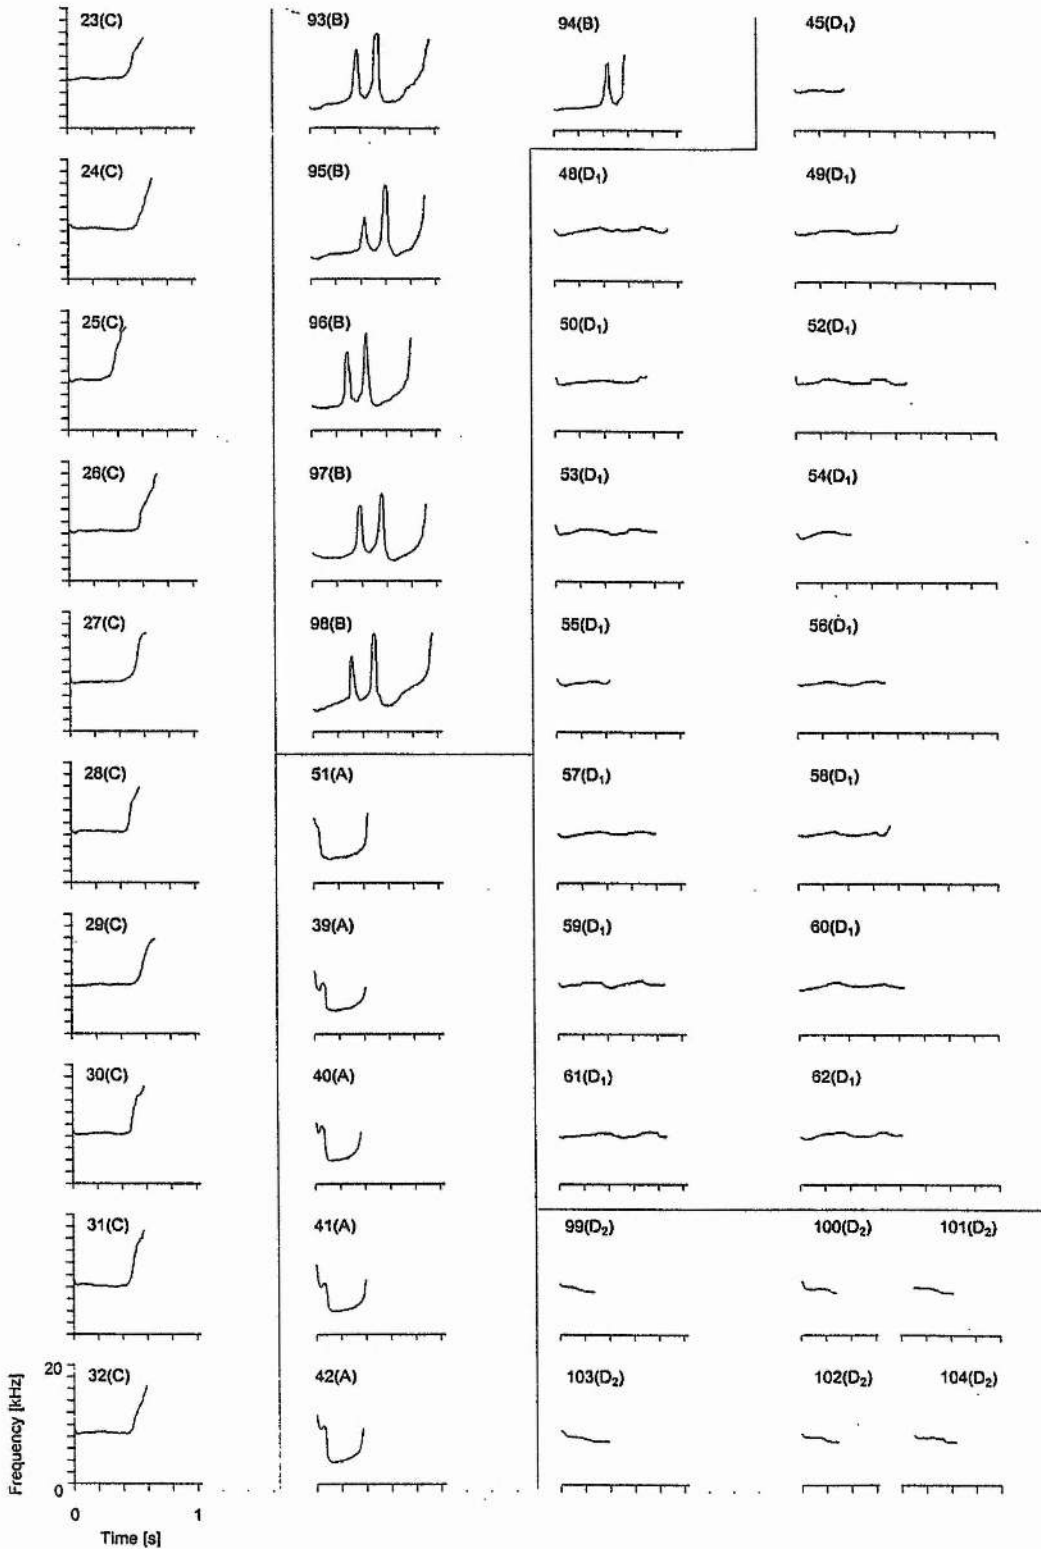 23(C) 93(B) 94(B) 45(D₁)
24(C) 95(B) 48(D₁) 49(D₁)
25(C) 96(B) 50(D₁) 52(D₁)
26(C) 97(B) 53(D₁) 54(D₁)
27(C) 98(B) 55(D₁) 56(D₁)
28(C) 51(A) 57(D₁) 58(D₁)
29(C) 39(A) 59(D₁) 60(D₁)
30(C) 40(A) 61(D₁) 62(D₁)
31(C) 41(A) 99(D₂) 100(D₂) 101(D₂)
32(C) 42(A) 103(D₂) 102(D₂) 104(D₂)
20
Frequency [kHz]
0
0 1
Time [s]